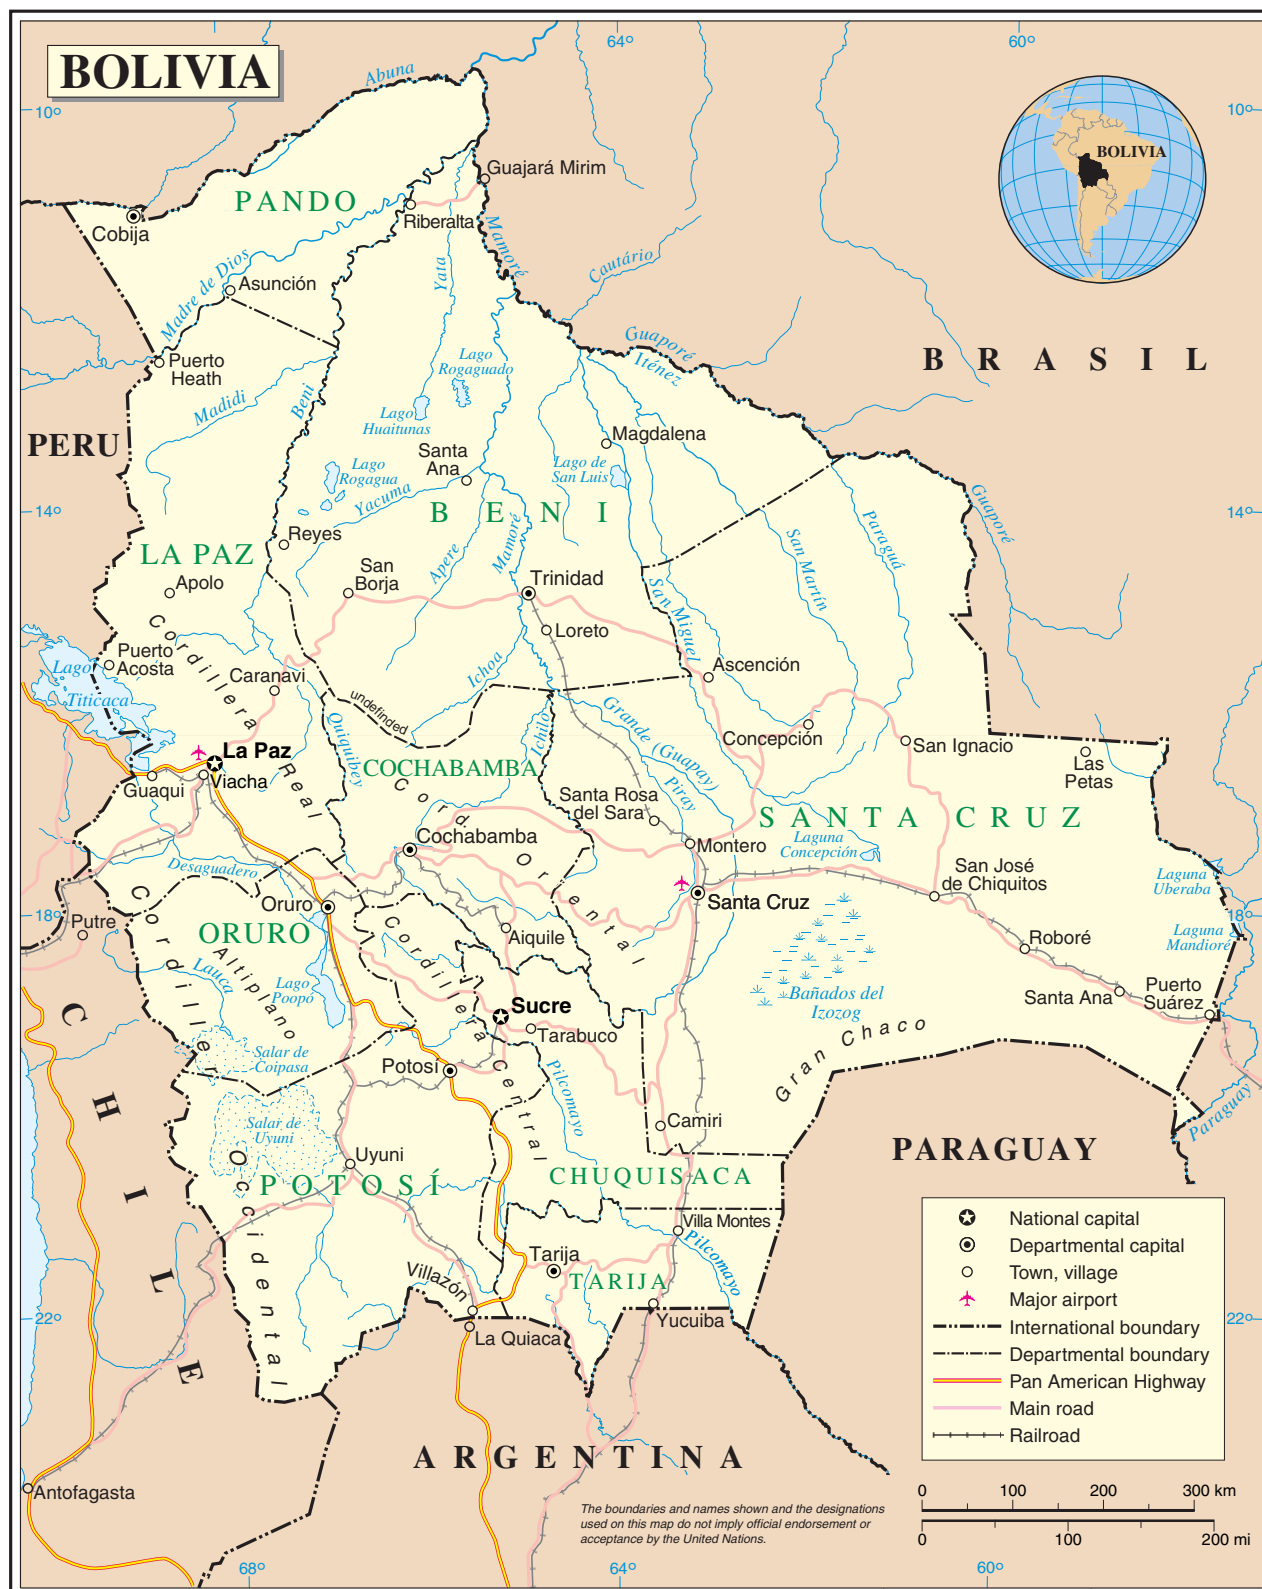 BOLIVIA
64°
60°
10°
10°
Abuna
BOLIVIA
Guajará Mirim
PANDO
Riberalta
Cobija
Mamoré
Yata
Cautário
Madre de Dios
Asunción
Guaporé
Iténez
BRASIL
Puerto
Heath
Lago
Rogaguado
Beni
Madidi
Lago
Huaitunas
PERU
Magdalena
Santa
Ana
Lago
Rogagua
Lago de
San Luis
Yacuma
Guaporé
BENI
14°
14°
Paraguá
Reyes
Mamoré
San Martín
LA PAZ
Apere
San
Borja
Trinidad
Apolo
San Miguel
Loreto
Cordillera Real
Puerto
Acosta
Lago
Titicaca
Caranavi
Ichoa
Ascención
undefinded
Quiquibey
Ichilo
Grande (Guapay)
Concepción
San Ignacio
La Paz
Las
Petas
COCHABAMBA
Viacha
Guaqui
Piray
Santa Rosa
del Sara
SANTA CRUZ
Cord. Oriental
Cochabamba
Montero
Laguna
Concepción
Desaguadero
San José
de Chiquitos
Laguna
Uberaba
Santa Cruz
Oruro
18°
18°
Putre
Cordillera Occidental
ORURO
Cordillera Central
Aiquile
Roboré
Laguna
Mandioré
Altiplano
Lauca
Lago
Poopó
Bañados del
Izozog
Santa Ana
Puerto
Suárez
Sucre
Tarabuco
Gran Chaco
CHILE
Salar de
Coipasa
Potosí
Pilcomayo
Salar de
Uyuni
Camiri
Paraguay
PARAGUAY
Uyuni
POTOSÍ
CHUQUISACA
Villa Montes
Pilcomayo
Tarija
TARIJA
Villazón
Yucuiba
La Quiaca
22°
22°
ARGENTINA
Antofagasta
National capital
Departmental capital
Town, village
Major airport
International boundary
Departmental boundary
Pan American Highway
Main road
Railroad
0 100 200 300 km
0 100 200 mi
The boundaries and names shown and the designations
used on this map do not imply official endorsement or
acceptance by the United Nations.
68°
64°
60°